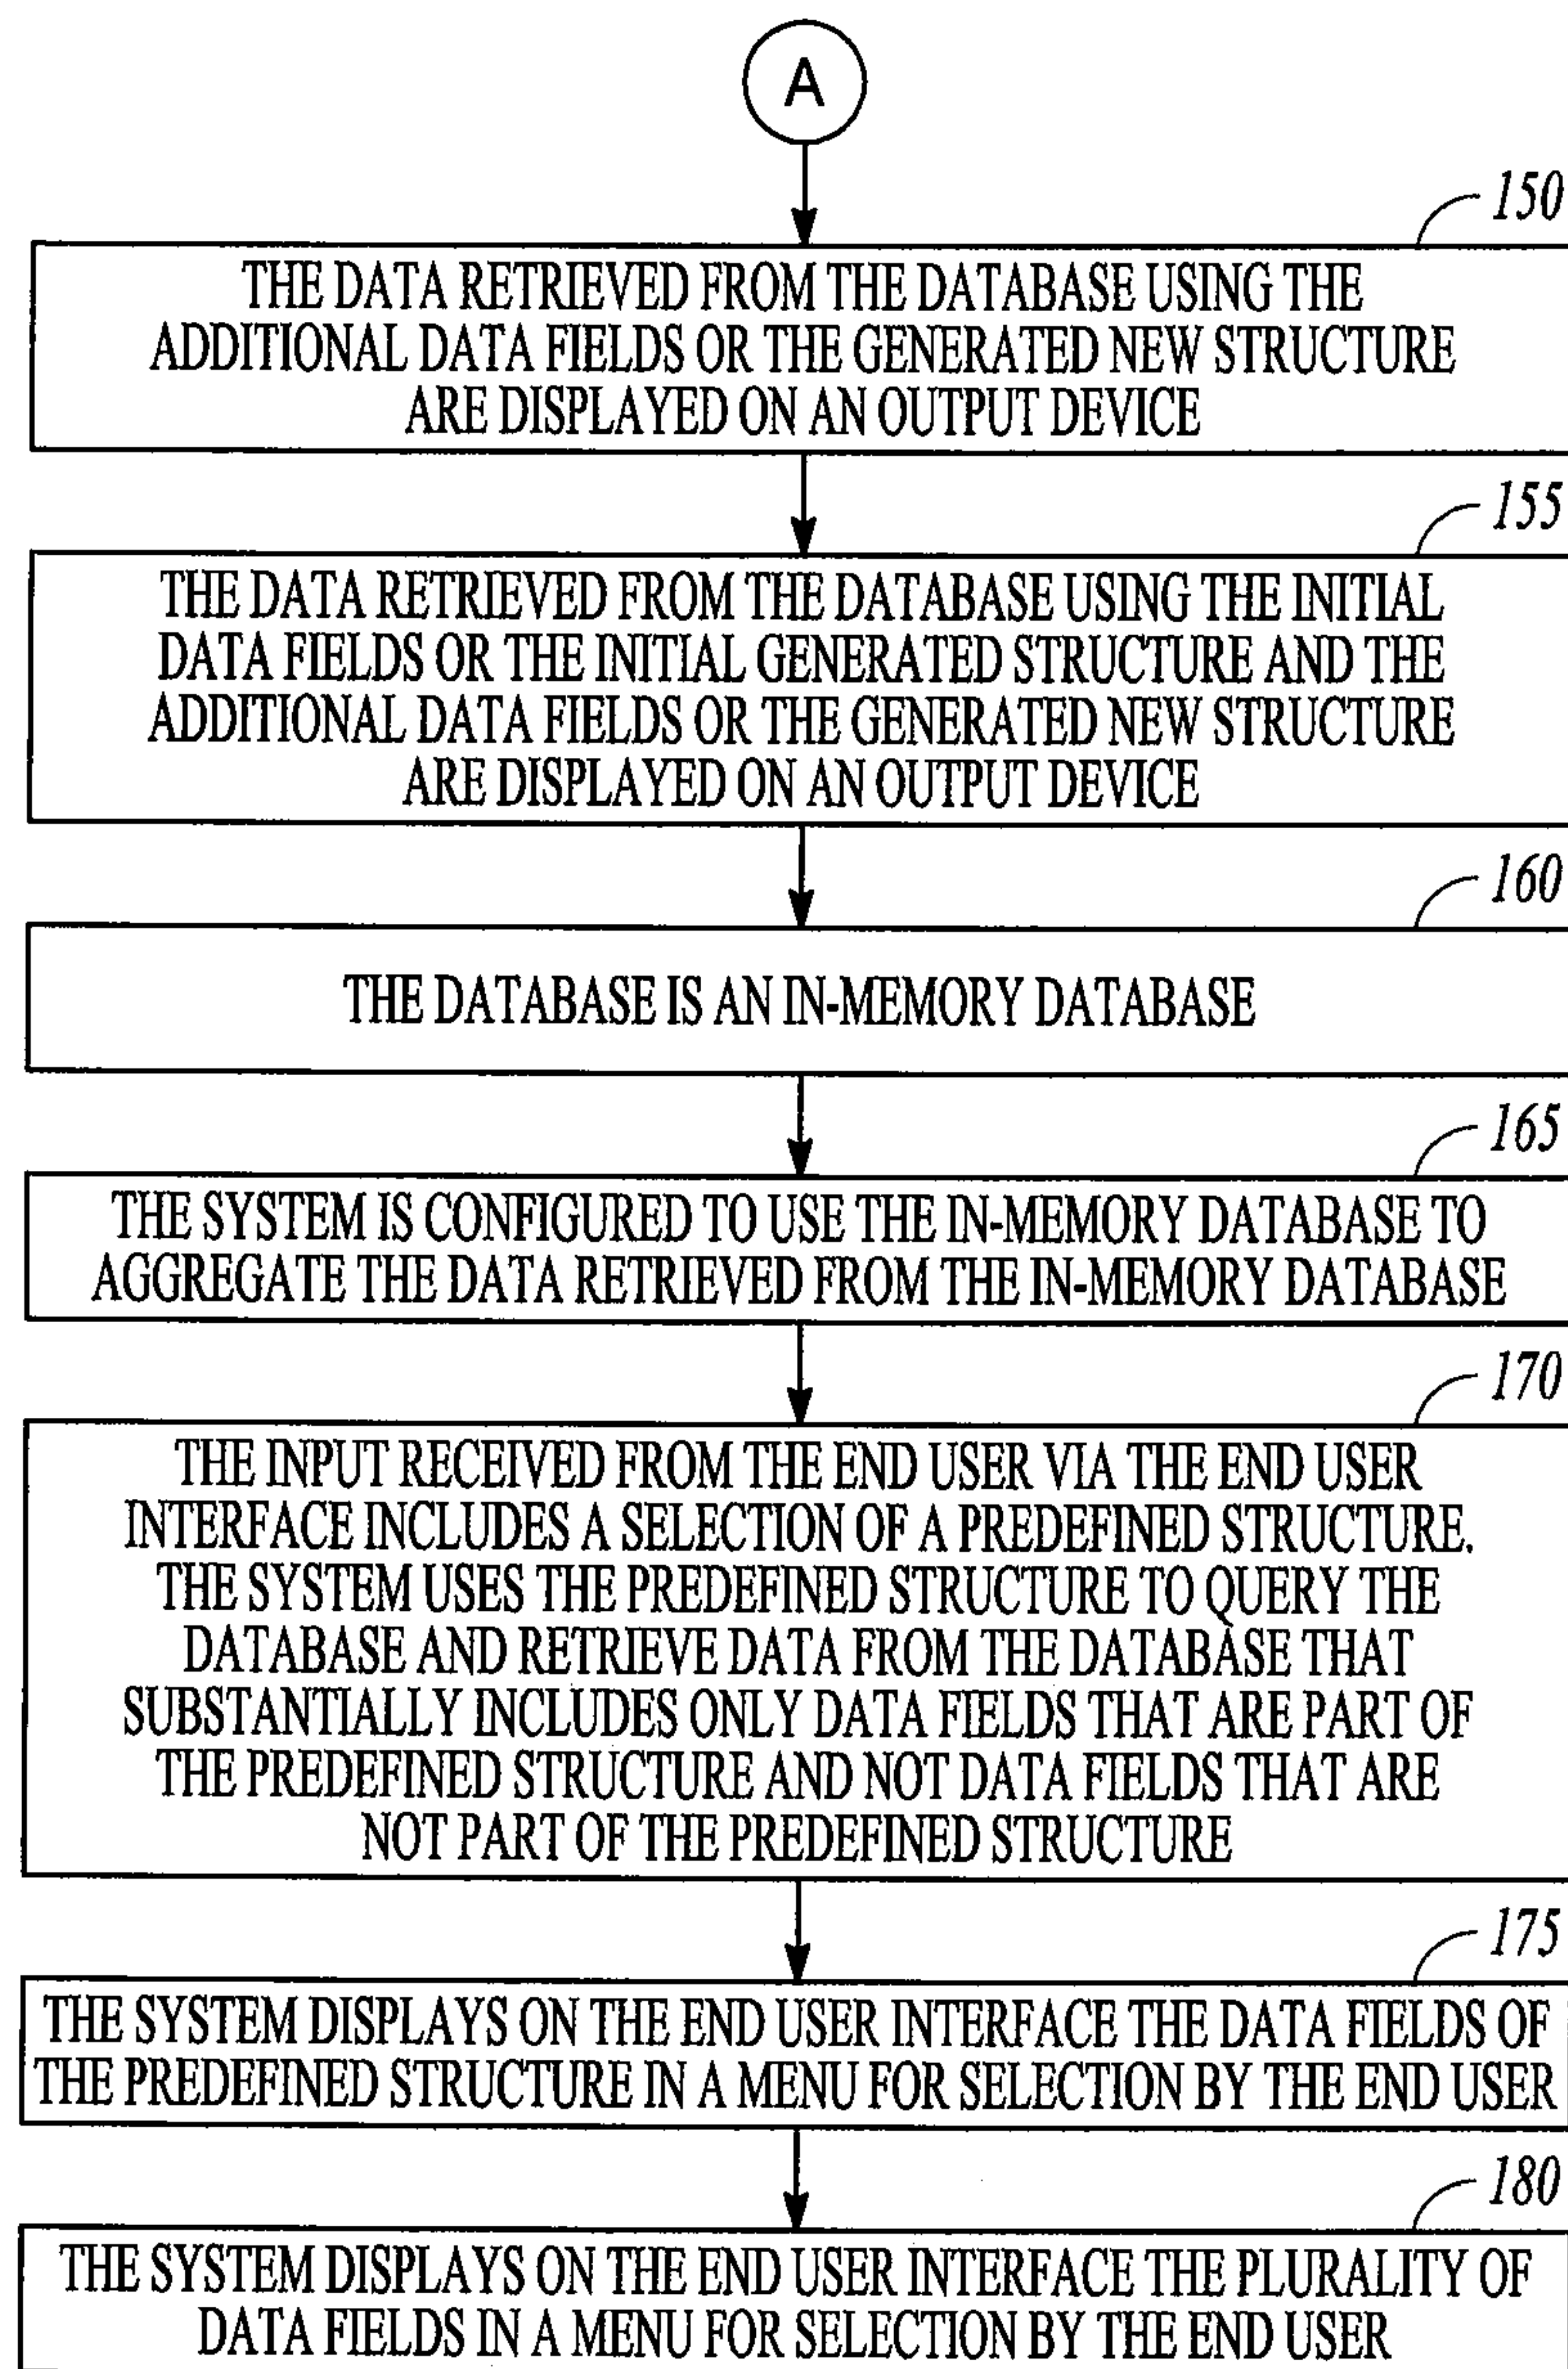 A
150
THE DATA RETRIEVED FROM THE DATABASE USING THE
ADDITIONAL DATA FIELDS OR THE GENERATED NEW STRUCTURE
ARE DISPLAYED ON AN OUTPUT DEVICE
155
THE DATA RETRIEVED FROM THE DATABASE USING THE INITIAL
DATA FIELDS OR THE INITIAL GENERATED STRUCTURE AND THE
ADDITIONAL DATA FIELDS OR THE GENERATED NEW STRUCTURE
ARE DISPLAYED ON AN OUTPUT DEVICE
160
THE DATABASE IS AN IN-MEMORY DATABASE
165
THE SYSTEM IS CONFIGURED TO USE THE IN-MEMORY DATABASE TO
AGGREGATE THE DATA RETRIEVED FROM THE IN-MEMORY DATABASE
170
THE INPUT RECEIVED FROM THE END USER VIA THE END USER
INTERFACE INCLUDES A SELECTION OF A PREDEFINED STRUCTURE.
THE SYSTEM USES THE PREDEFINED STRUCTURE TO QUERY THE
DATABASE AND RETRIEVE DATA FROM THE DATABASE THAT
SUBSTANTIALLY INCLUDES ONLY DATA FIELDS THAT ARE PART OF
THE PREDEFINED STRUCTURE AND NOT DATA FIELDS THAT ARE
NOT PART OF THE PREDEFINED STRUCTURE
175
THE SYSTEM DISPLAYS ON THE END USER INTERFACE THE DATA FIELDS OF
THE PREDEFINED STRUCTURE IN A MENU FOR SELECTION BY THE END USER
180
THE SYSTEM DISPLAYS ON THE END USER INTERFACE THE PLURALITY OF
DATA FIELDS IN A MENU FOR SELECTION BY THE END USER